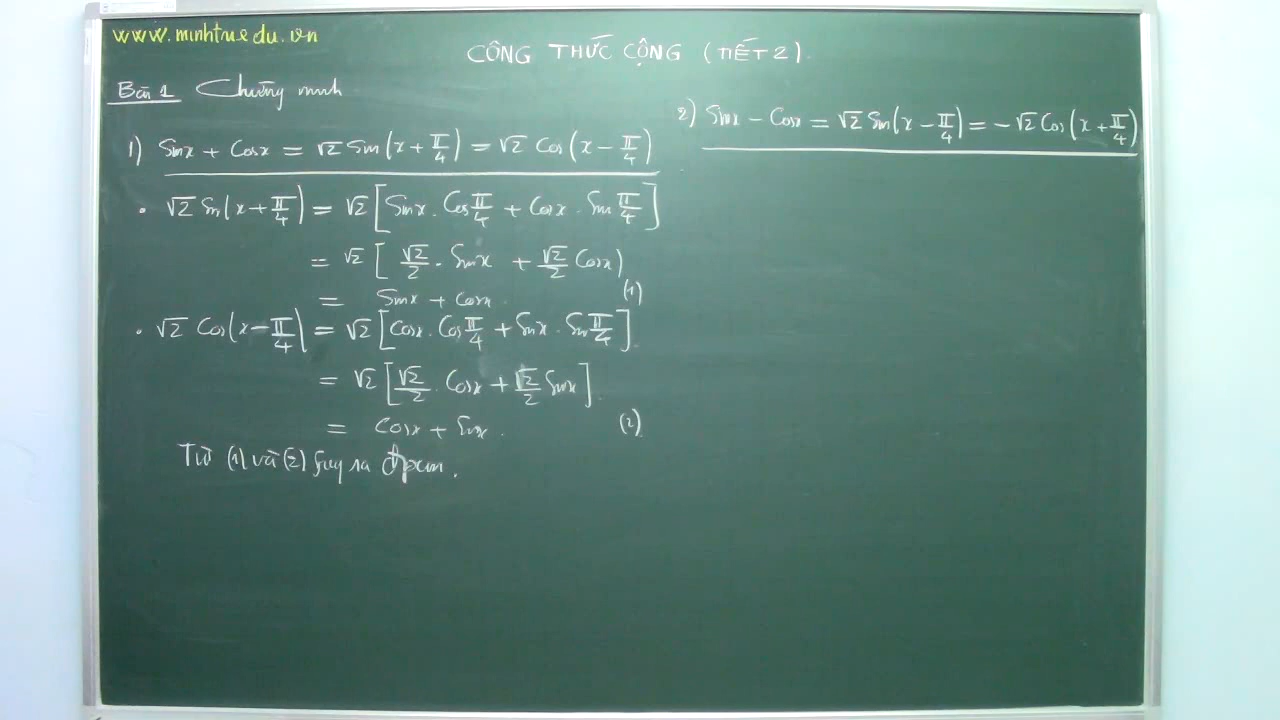 www.minhtriedu.vn
CÔNG THỨC CỘNG (TIẾT 2).
Bài 1 Chứng minh
1) Sinx + Cosx = √2 Sin(x + π/4) = √2 Cos(x − π/4)
• √2 Sin(x + π/4) = √2 [Sinx . Cos π/4 + Cosx . Sin π/4]
= √2 [√2/2 . Sinx + √2/2 Cosx)
= Sinx + Cosx. (1)
• √2 Cos(x − π/4) = √2 [Cosx . Cos π/4 + Sinx . Sin π/4].
= √2 [√2/2 . Cosx + √2/2 Sinx].
= Cosx + Sinx. (2)
Từ (1) và (2) suy ra đpcm.
2) Sinx − Cosx = √2 Sin(x − π/4) = −√2 Cos(x + π/4)